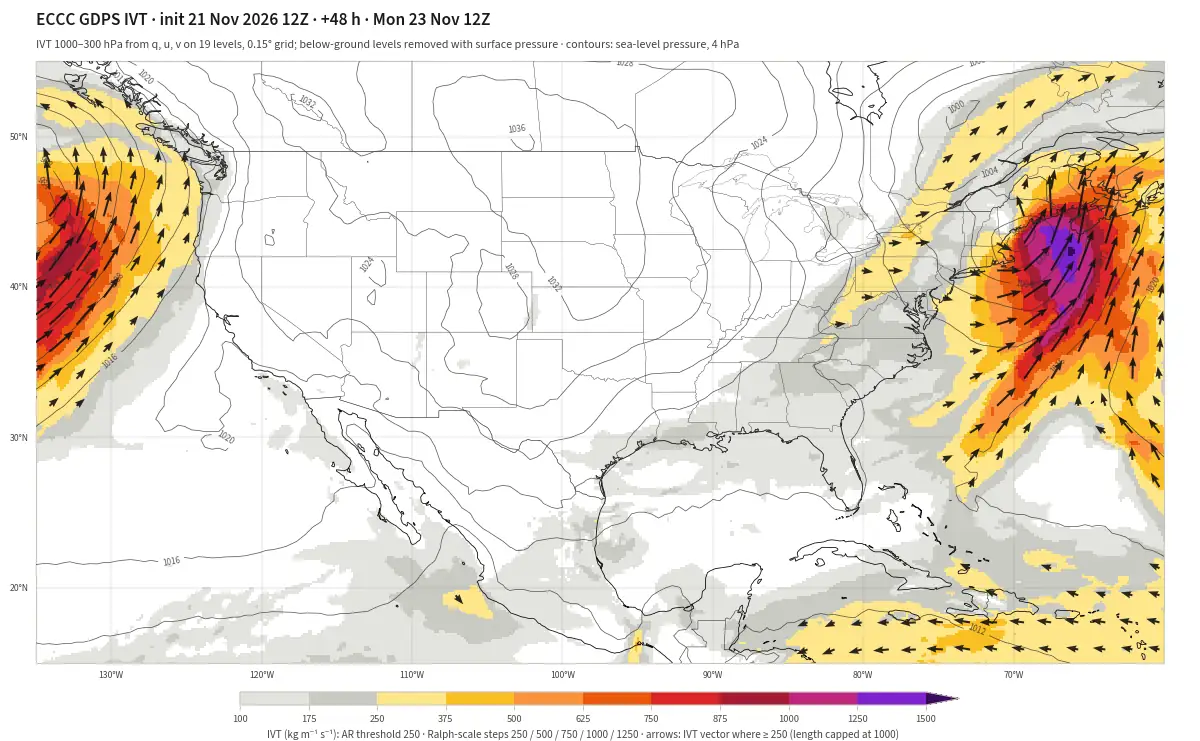 ECCC GDPS IVT · init 21 Nov 2026 12Z · +48 h · Mon 23 Nov 12Z
IVT 1000–300 hPa from q, u, v on 19 levels, 0.15° grid; below-ground levels removed with surface pressure · contours: sea-level pressure, 4 hPa
1020
1028
1032
1036
1000
1024
1004
50°N
1024
1028
1032
1020
40°N
1016
1020
30°N
1016
20°N
1012
130°W 120°W 110°W 100°W 90°W 80°W 70°W
100 175 250 375 500 625 750 875 1000 1250 1500
IVT (kg m⁻¹ s⁻¹): AR threshold 250 · Ralph-scale steps 250 / 500 / 750 / 1000 / 1250 · arrows: IVT vector where ≥ 250 (length capped at 1000)